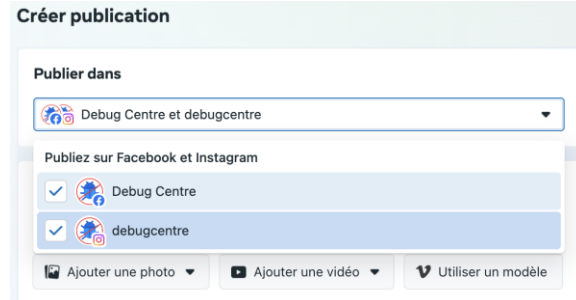 Créer publication
Publier dans
Debug Centre et debugcentre
Publiez sur Facebook et Instagram
Debug Centre
debugcentre
Ajouter une photo
Ajouter une vidéo
Utiliser un modèle